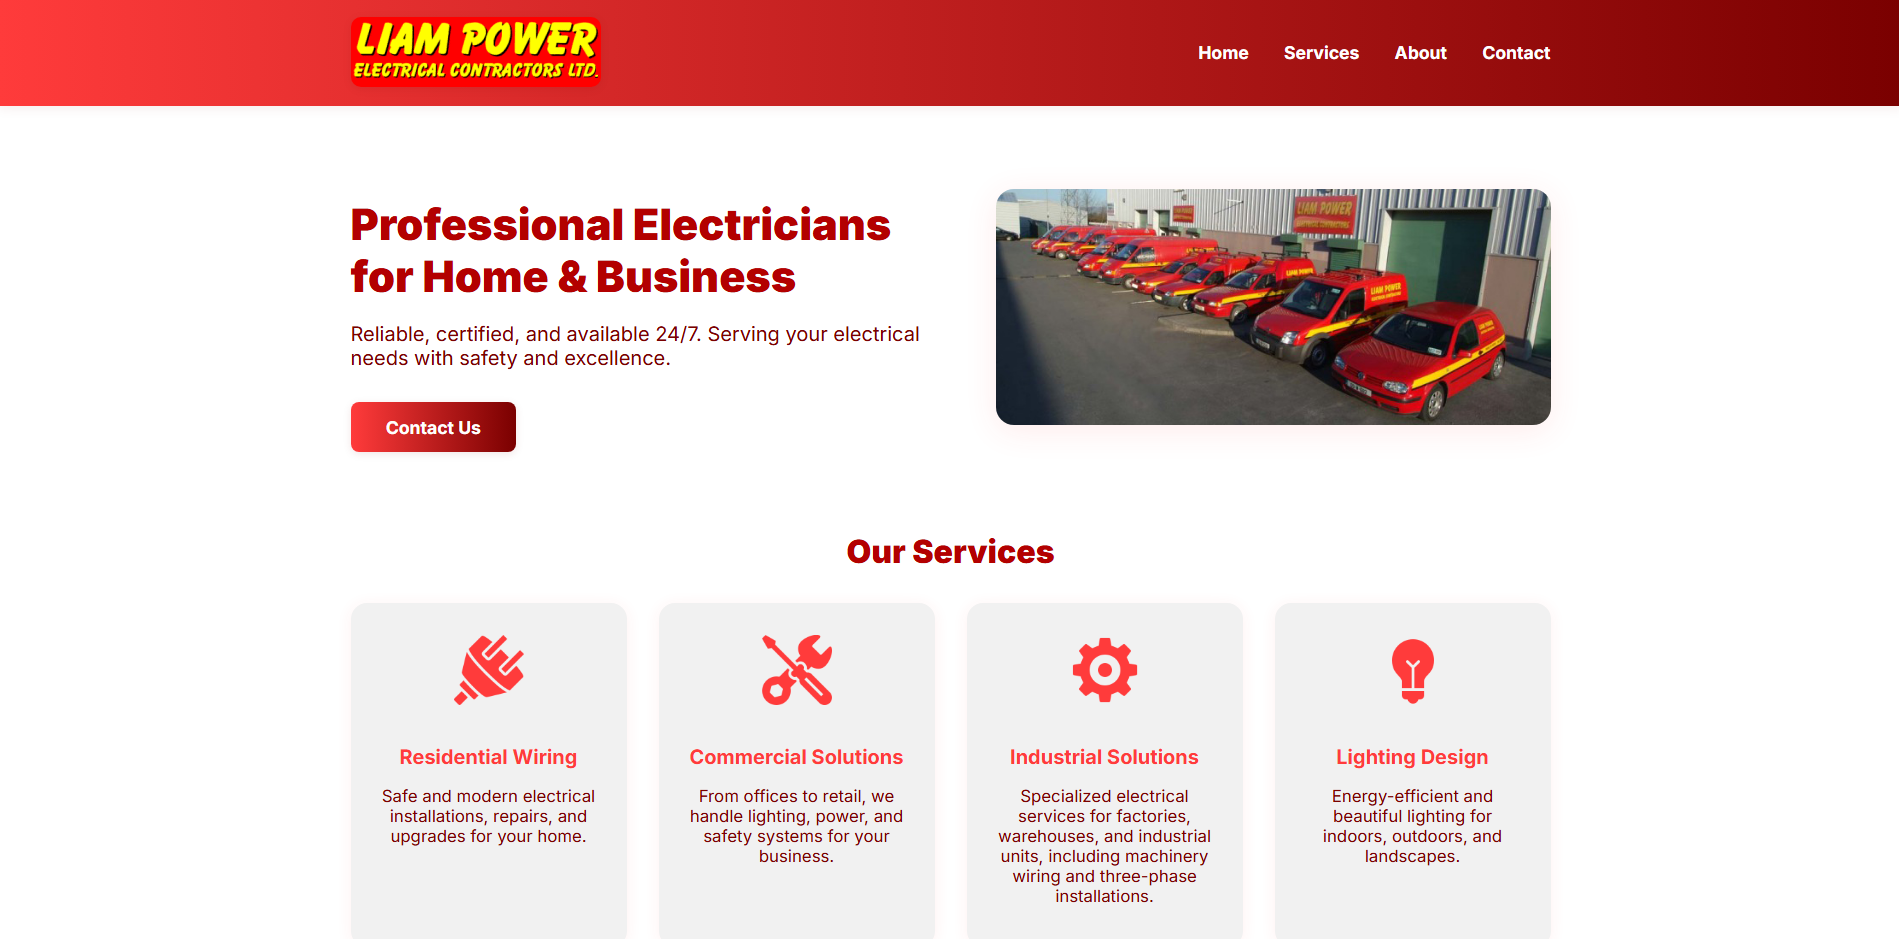 LIAM POWER
ELECTRICAL CONTRACTORS LTD.
Home
Services
About
Contact
Professional Electricians
for Home & Business
Reliable, certified, and available 24/7. Serving your electrical
needs with safety and excellence.
Contact Us
LIAM POWER
LIAM POWER
Our Services
Residential Wiring
Safe and modern electrical
installations, repairs, and
upgrades for your home.
Commercial Solutions
From offices to retail, we
handle lighting, power, and
safety systems for your
business.
Industrial Solutions
Specialized electrical
services for factories,
warehouses, and industrial
units, including machinery
wiring and three-phase
installations.
Lighting Design
Energy-efficient and
beautiful lighting for
indoors, outdoors, and
landscapes.